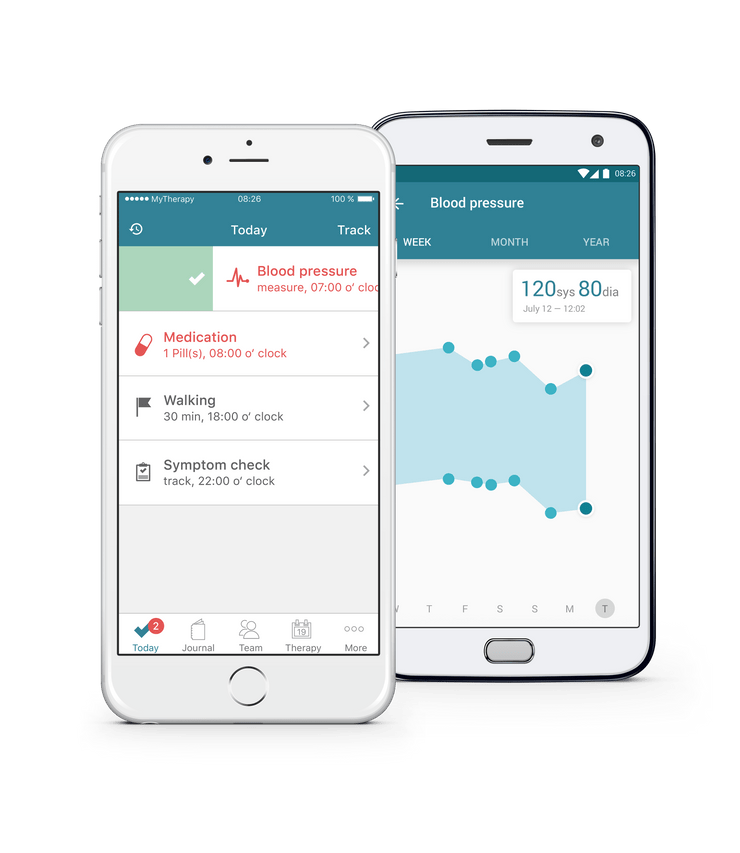 MyTherapy 08:26 100 %
Today Track
Blood pressure
measure, 07:00 o' cloc
Medication
1 Pill(s), 08:00 o' clock
Walking
30 min, 18:00 o' clock
Symptom check
track, 22:00 o' clock
2
19
Today Journal Team Therapy More
08:26
Blood pressure
WEEK MONTH YEAR
120sys 80dia
July 12 – 12:02
W T F S S M T